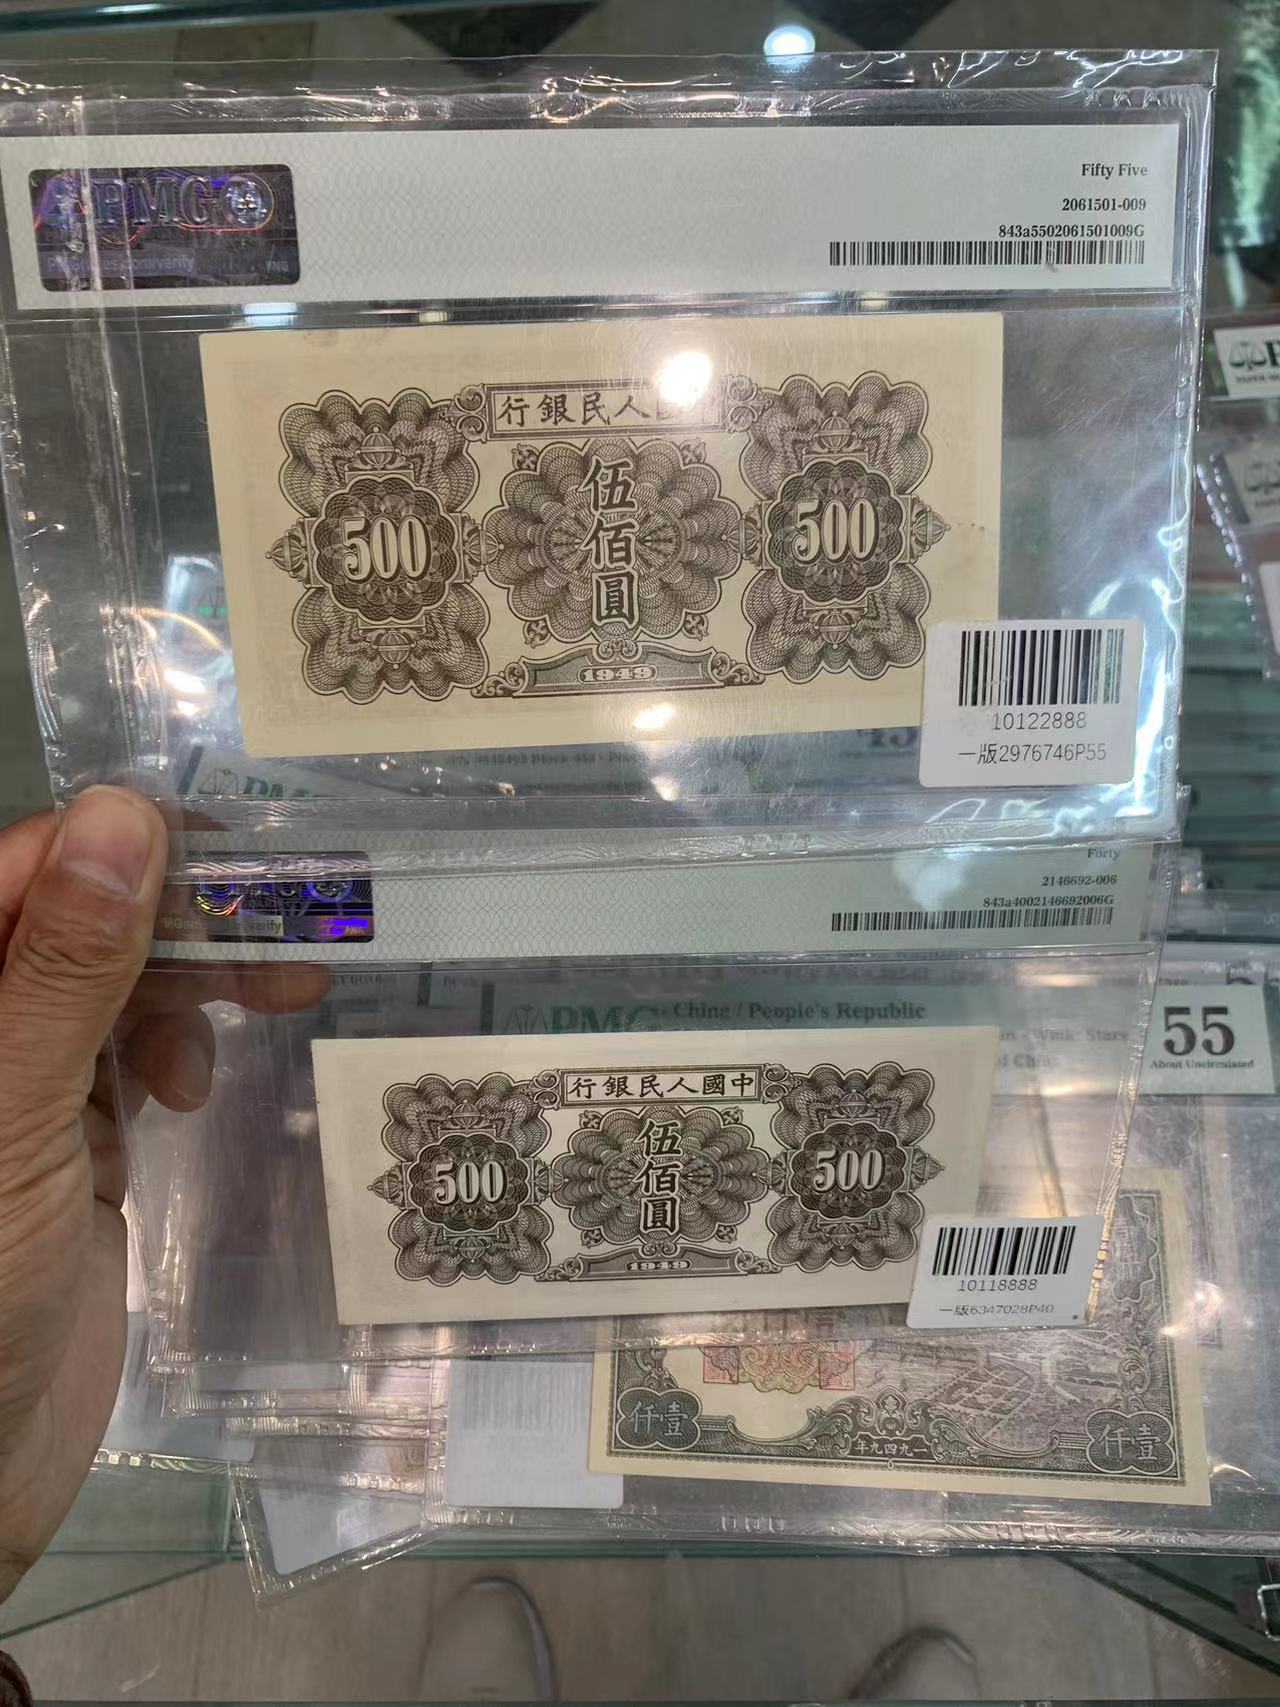 PMG
Fifty Five
2061501-009
843a5502061501009G
PNG
行銀民人國中
500
伍佰圓
500
1949
10122888
一版2976746P55
Forty
2146692-006
843a4002146692006G
ANA
PMG
China / People's Republic
55
About Uncirculated
行銀民人國中
500
伍佰圓
500
1949
10118888
一版6347028P40
仟壹
年九四九一
仟壹